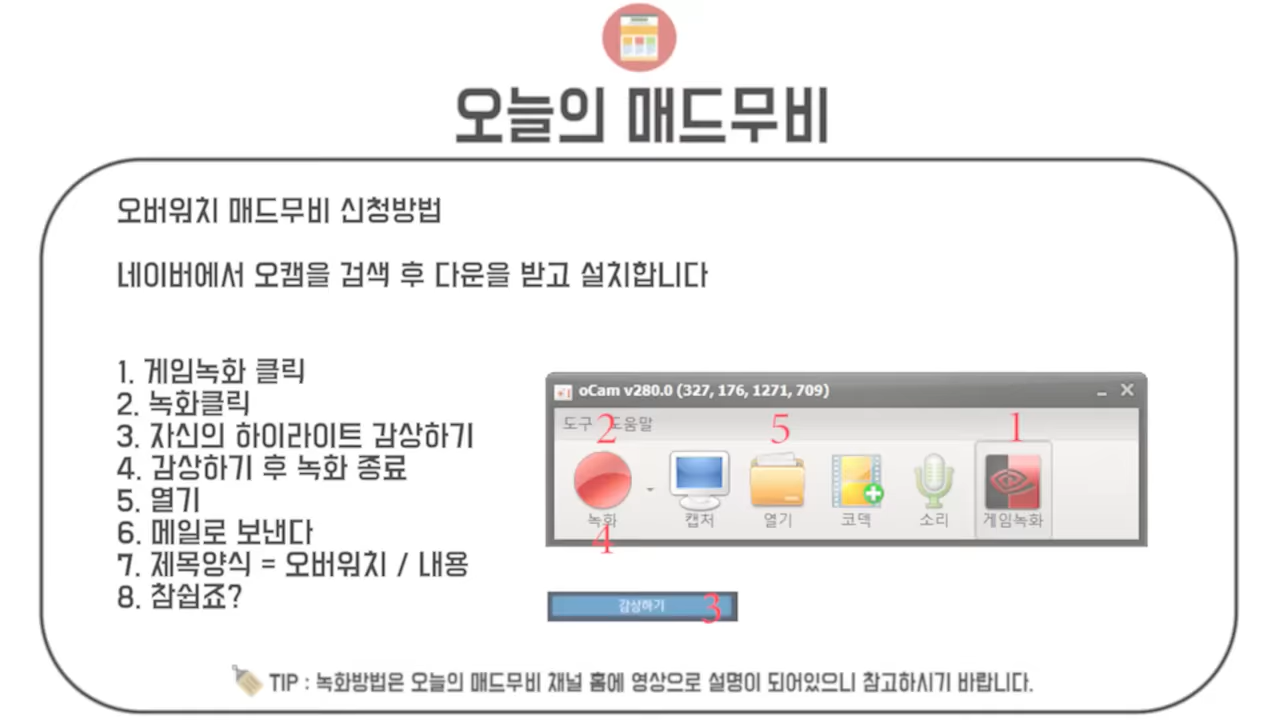 오늘의 매드무비
오버워치 매드무비 신청방법
네이버에서 오캠을 검색 후 다운을 받고 설치합니다
1. 게임녹화 클릭
2. 녹화클릭
3. 자신의 하이라이트 감상하기
4. 감상하기 후 녹화 종료
5. 열기
6. 메일로 보낸다
7. 제목양식 = 오버워치 / 내용
8. 참쉽죠?
oCam v280.0 (327, 176, 1271, 709)
도구 도움말
2 5 1
녹화 캡처 열기 코덱 소리 게임녹화
4
감상하기 3
TIP : 녹화방법은 오늘의 매드무비 채널 홈에 영상으로 설명이 되어있으니 참고하시기 바랍니다.